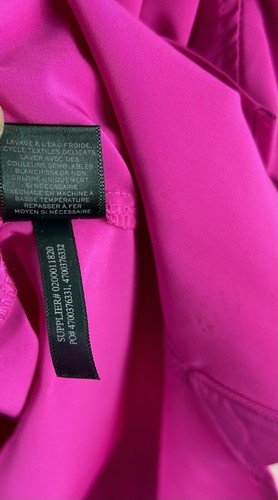 LAVAGE À L'EAU FROIDE,
CYCLE TEXTILES DELICATS
LAVER AVEC DES
COULEURS SEMBLABLES
BLANCHISSEUR NON
CHLORÉ UNIQUEMENT
SI NÉCESSAIRE
SÉCHAGE EN MACHINE À
BASSE TEMPÉRATURE
REPASSER À FER
MOYEN SI NÉCESSAIRE
SUPPLIER# 0200011820
PO# 4700376331, 4700376332